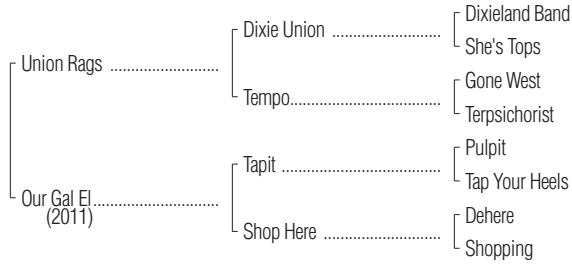 Dixieland Band
Dixie Union
She's Tops
Union Rags
Gone West
Tempo
Terpsichorist
Pulpit
Tapit
Tap Your Heels
Our Gal El
(2011)
Dehere
Shop Here
Shopping